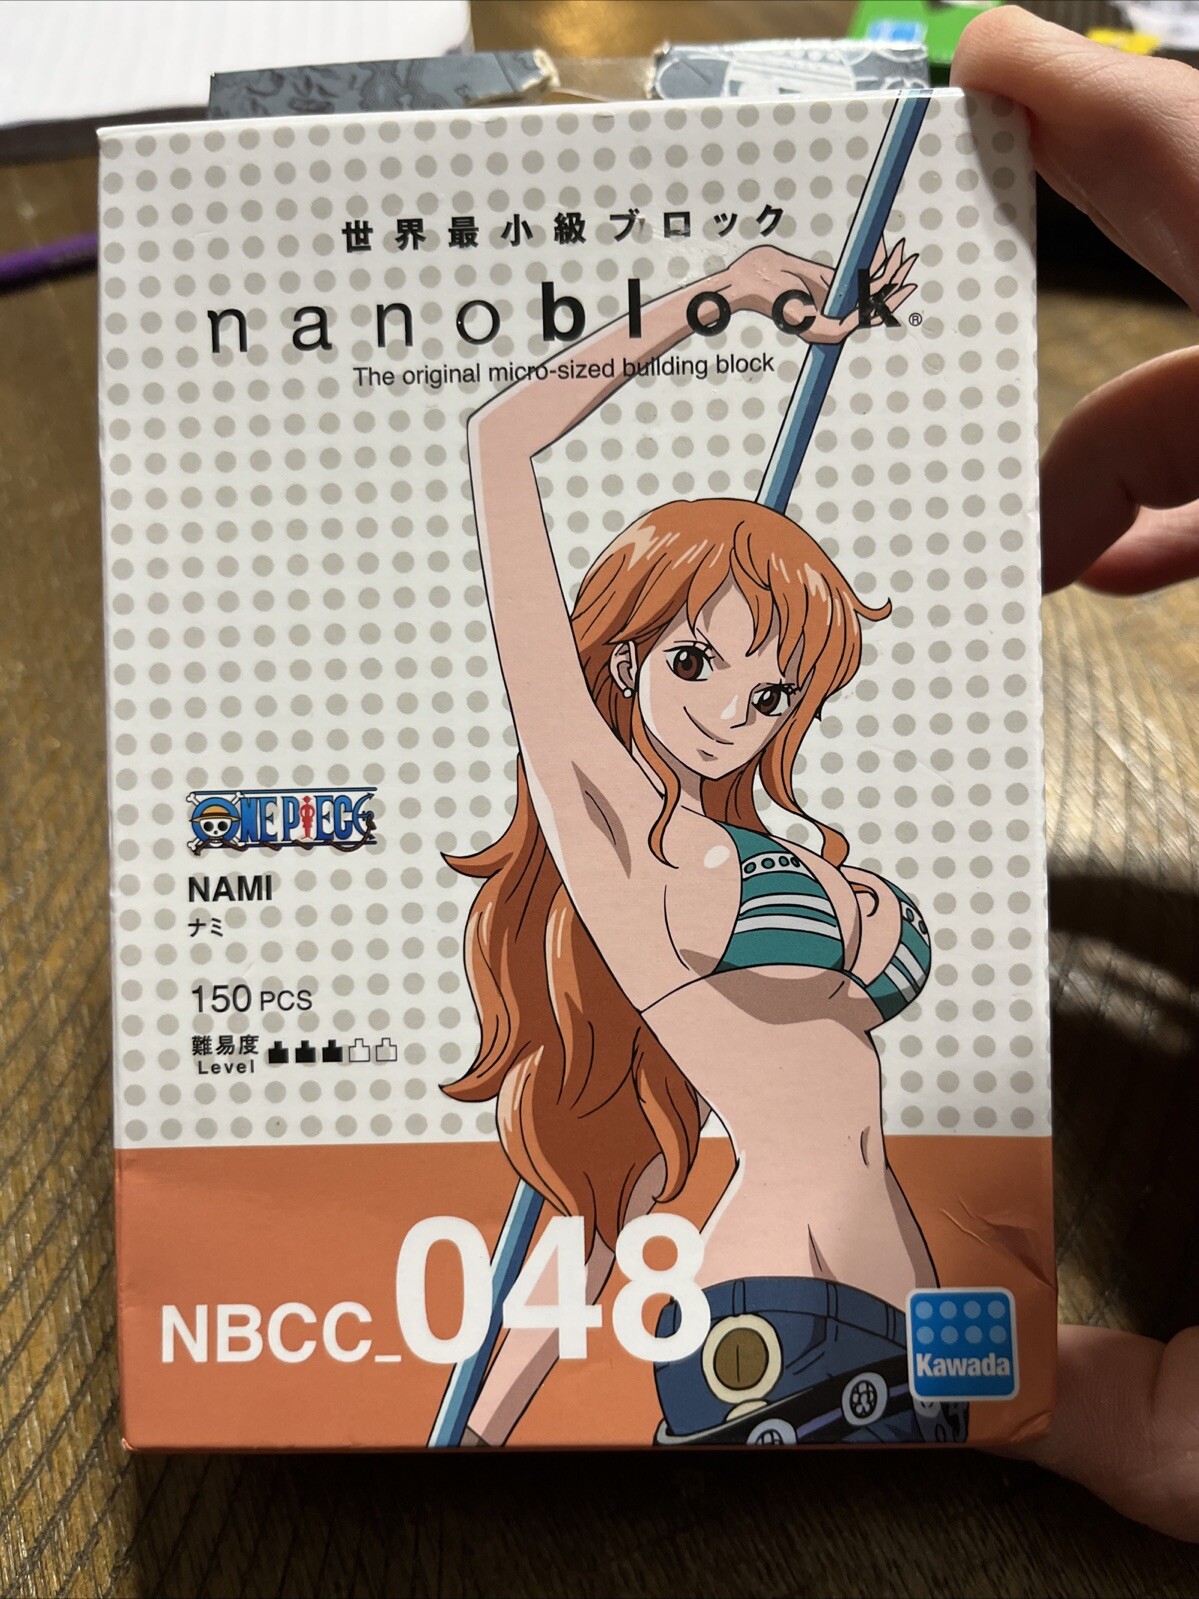 世界最小級ブロック
nanoblock®
The original micro-sized building block
ONE PIECE
NAMI
ナミ
150 PCS
難易度
Level
NBCC_048
Kawada